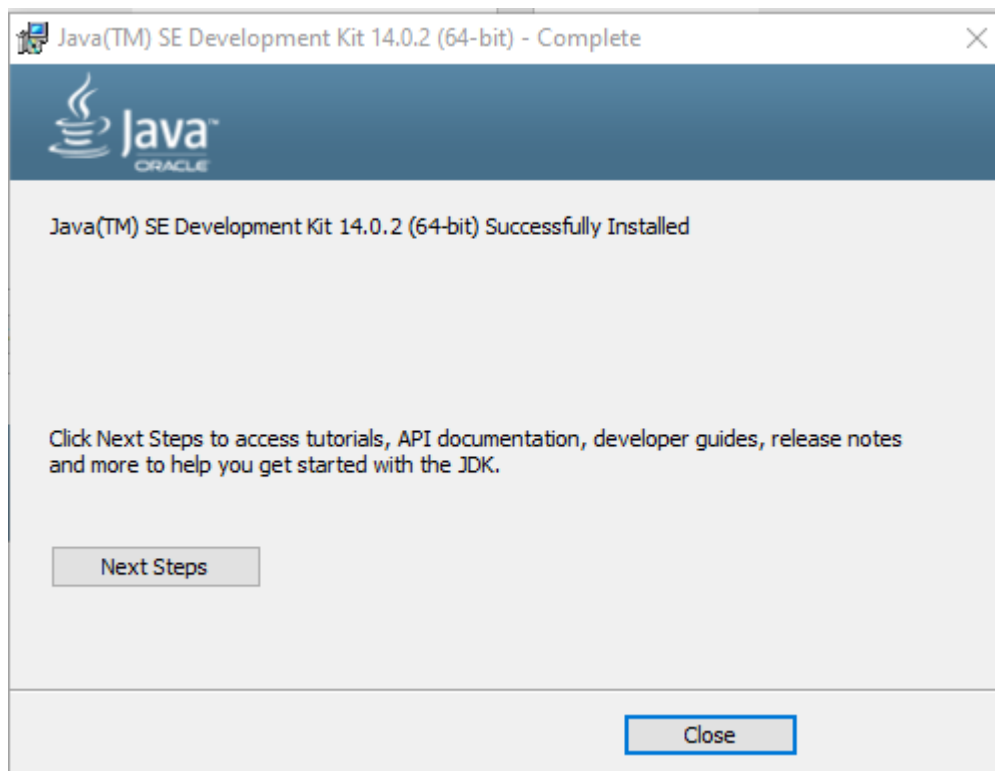 Java(TM) SE Development Kit 14.0.2 (64-bit) - Complete
Java™
ORACLE
Java(TM) SE Development Kit 14.0.2 (64-bit) Successfully Installed
Click Next Steps to access tutorials, API documentation, developer guides, release notes
and more to help you get started with the JDK.
Next Steps
Close